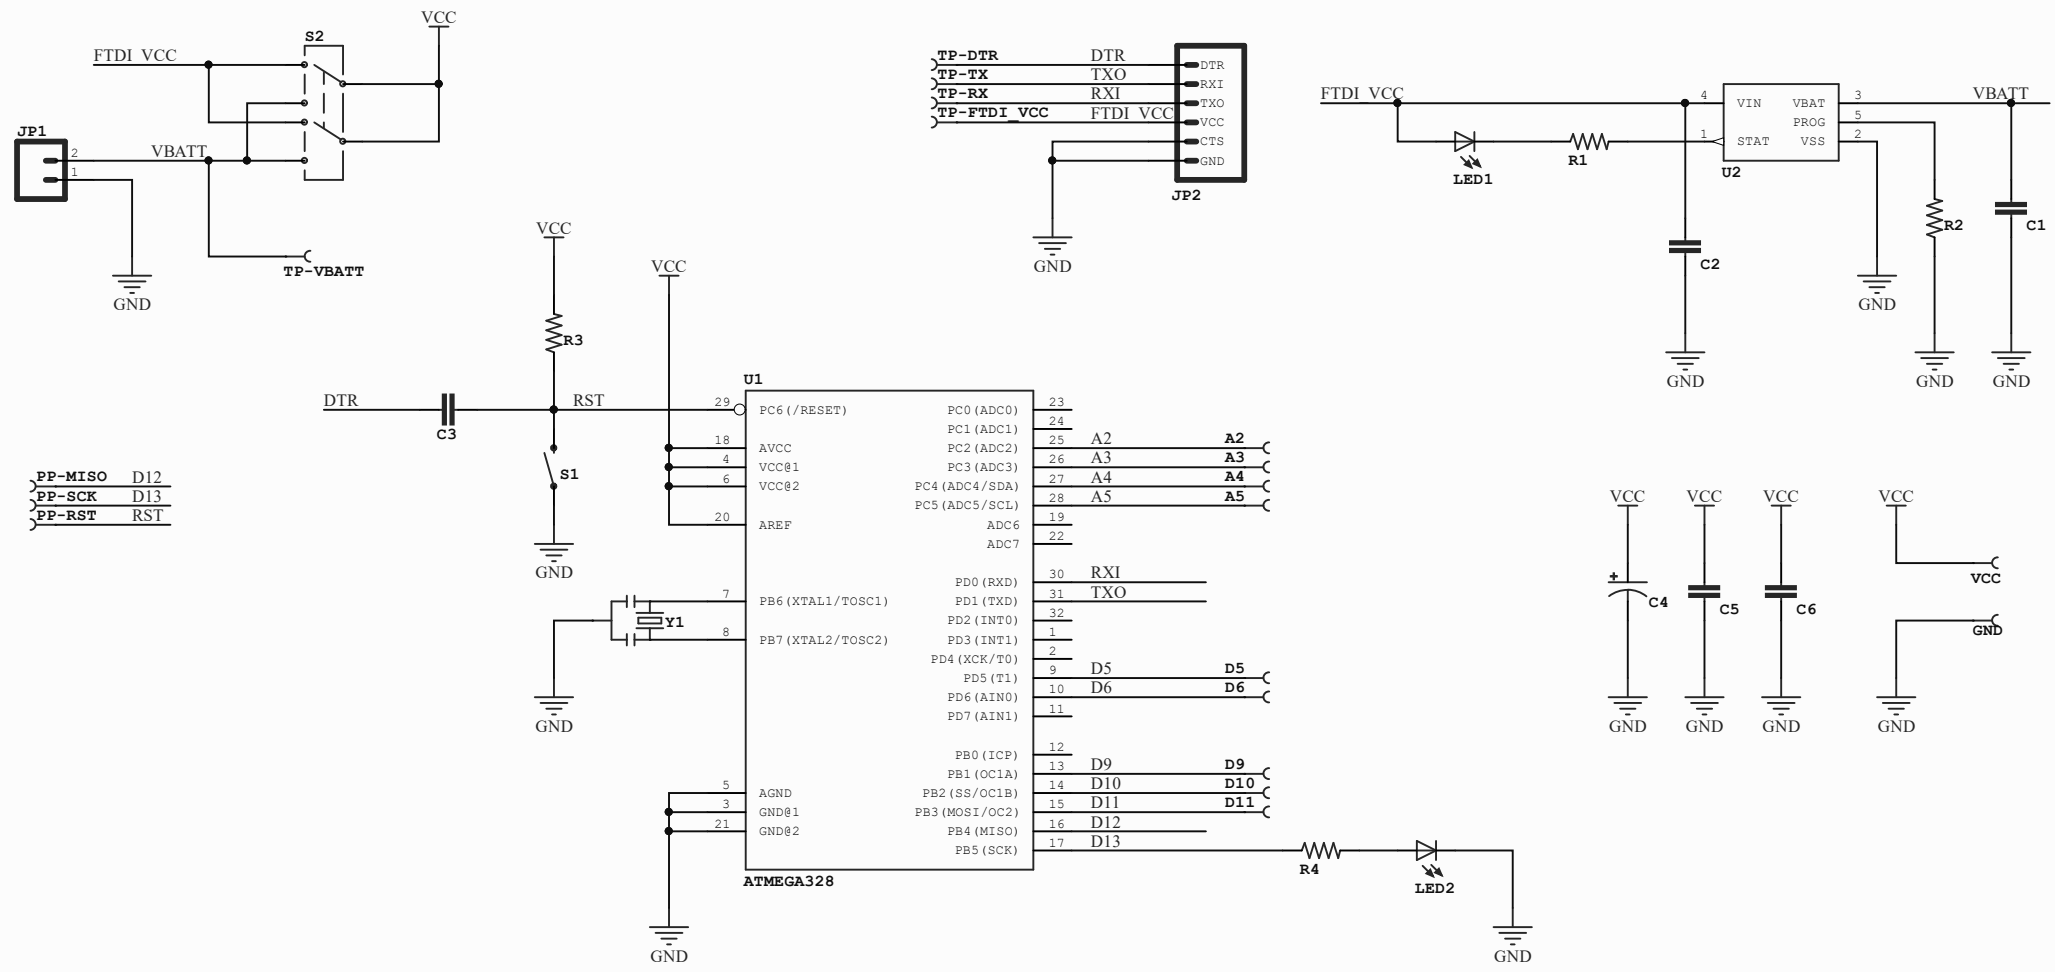 S2
VCC
FTDI_VCC
JP1
2
VBATT
1
TP-VBATT
GND
TP-DTR DTR DTR
TP-TX TXO RXI
TP-RX RXI TXO
TP-FTDI_VCC FTDI_VCC VCC
CTS
GND
JP2
GND
FTDI_VCC 4 VIN VBAT 3 VBATT
PROG 5
1 STAT VSS 2
LED1 R1 U2
R2 C1
C2
GND
GND
GND
GND
VCC
R3
VCC
DTR
C3
RST
S1
GND
PP-MISO D12
PP-SCK D13
PP-RST RST
U1
29 PC6(/RESET) PC0(ADC0) 23
PC1(ADC1) 24
18 AVCC PC2(ADC2) 25 A2 A2
4 VCC@1 PC3(ADC3) 26 A3 A3
6 VCC@2 PC4(ADC4/SDA) 27 A4 A4
PC5(ADC5/SCL) 28 A5 A5
20 AREF ADC6 19
ADC7 22
PD0(RXD) 30 RXI
7 PB6(XTAL1/TOSC1) PD1(TXD) 31 TXO
Y1
PD2(INT0) 32
8 PB7(XTAL2/TOSC2) PD3(INT1) 1
PD4(XCK/T0) 2
PD5(T1) 9 D5 D5
PD6(AIN0) 10 D6 D6
PD7(AIN1) 11
GND
PB0(ICP) 12
PB1(OC1A) 13 D9 D9
5 AGND PB2(SS/OC1B) 14 D10 D10
3 GND@1 PB3(MOSI/OC2) 15 D11 D11
21 GND@2 PB4(MISO) 16 D12
PB5(SCK) 17 D13
R4
LED2
ATMEGA328
GND
GND
VCC VCC VCC VCC
+
C4 C5 C6
VCC
GND
GND GND GND GND